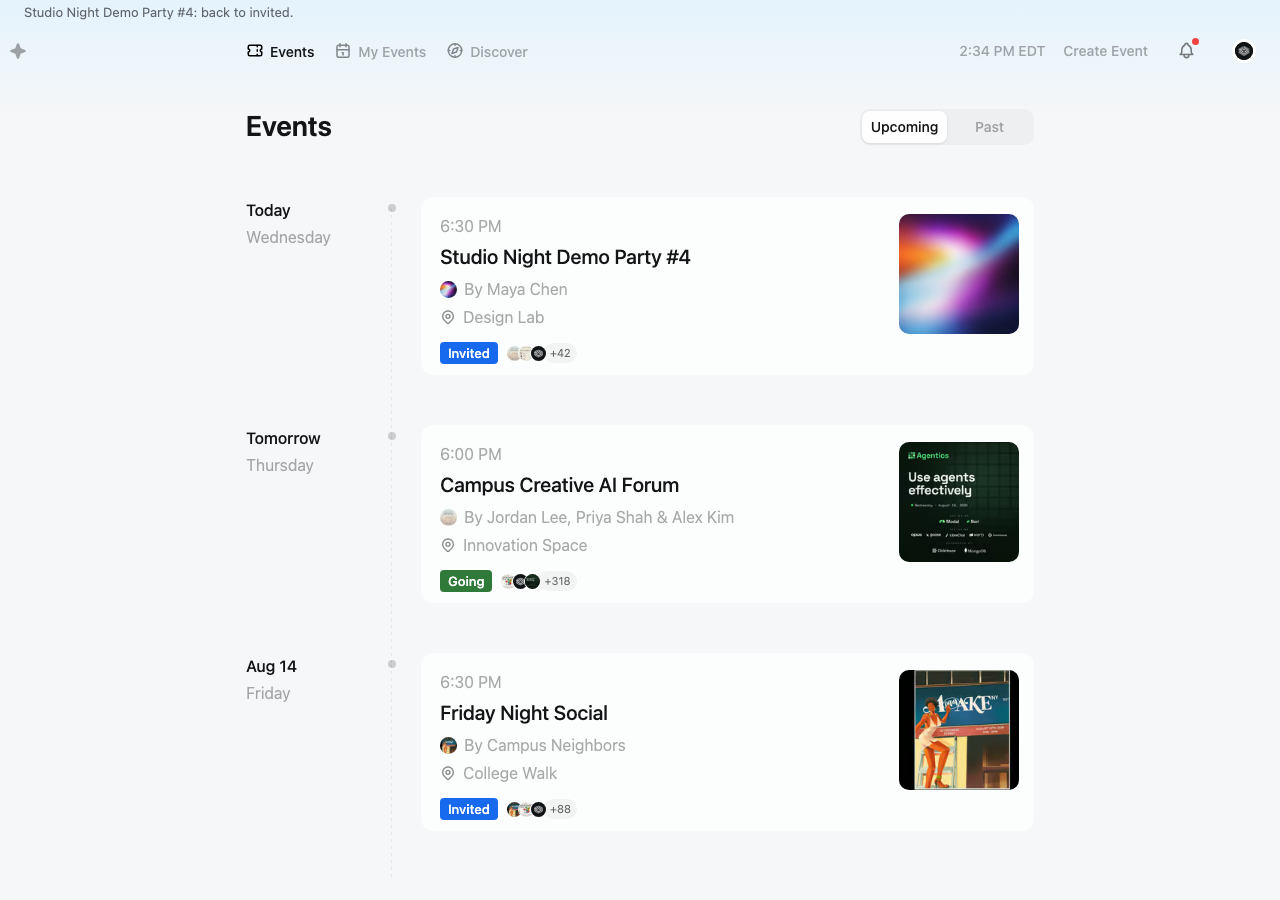 Studio Night Demo Party #4: back to invited.
Events
My Events
Discover
2:34 PM EDT
Create Event
Events
Upcoming
Past
Today
Wednesday
6:30 PM
Studio Night Demo Party #4
By Maya Chen
Design Lab
Invited
+42
Tomorrow
Thursday
6:00 PM
Campus Creative AI Forum
By Jordan Lee, Priya Shah & Alex Kim
Innovation Space
Going
+318
Agentics
Use agents
effectively
Aug 14
Friday
6:30 PM
Friday Night Social
By Campus Neighbors
College Walk
Invited
+88